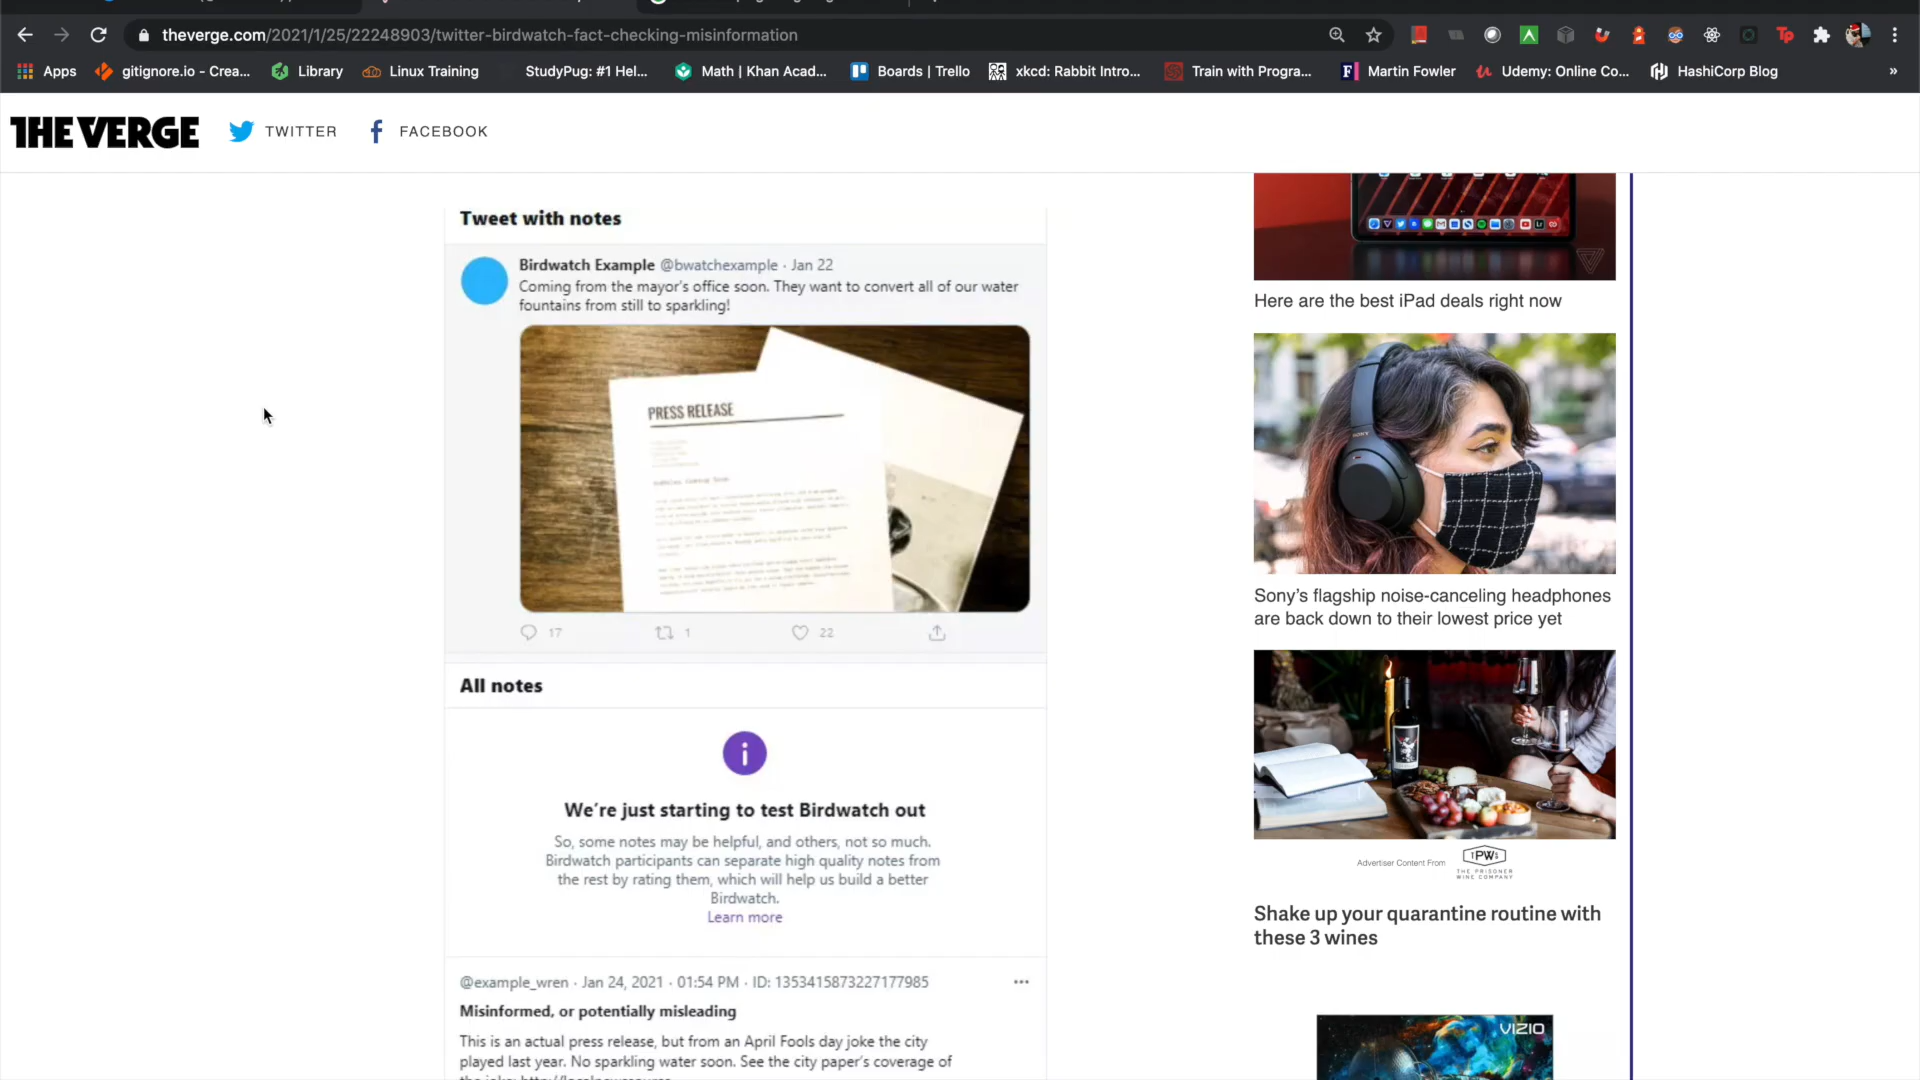 theverge.com/2021/1/25/22248903/twitter-birdwatch-fact-checking-misinformation
Apps
gitignore.io - Crea...
Library
Linux Training
StudyPug: #1 Hel...
Math | Khan Acad...
Boards | Trello
xkcd: Rabbit Intro...
Train with Progra...
Martin Fowler
Udemy: Online Co...
HashiCorp Blog
»
THE VERGE
TWITTER
FACEBOOK
Tweet with notes
Birdwatch Example @bwatchexample · Jan 22
Coming from the mayor's office soon. They want to convert all of our water
fountains from still to sparkling!
PRESS RELEASE
17
1
22
All notes
We're just starting to test Birdwatch out
So, some notes may be helpful, and others, not so much.
Birdwatch participants can separate high quality notes from
the rest by rating them, which will help us build a better
Birdwatch.
Learn more
@example_wren · Jan 24, 2021 · 01:54 PM · ID: 1353415873227177985
Misinformed, or potentially misleading
This is an actual press release, but from an April Fools day joke the city
played last year. No sparkling water soon. See the city paper's coverage of
Here are the best iPad deals right now
SONY
Sony's flagship noise-canceling headphones
are back down to their lowest price yet
Advertiser Content From
TPWC
THE PRISONER
WINE COMPANY
Shake up your quarantine routine with
these 3 wines
VIZIO